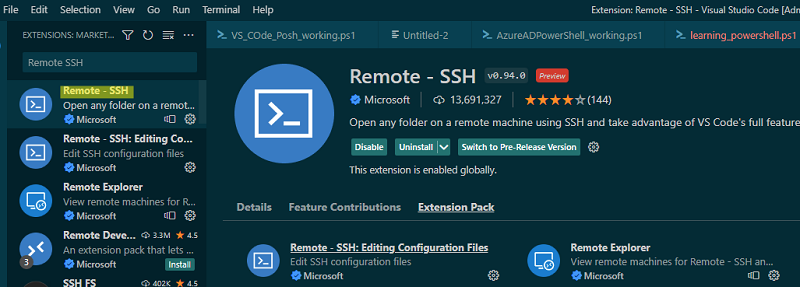 File Edit Selection View Go Run Terminal Help Extension: Remote - SSH - Visual Studio Code [Adm
EXTENSIONS: MARKET...
VS_COde_Posh_working.ps1 Untitled-2 AzureADPowerShell_working.ps1 learning_powershell.ps1
Remote SSH
Remote - SSH
Open any folder on a remot...
Microsoft
Remote - SSH: Editing Co...
Edit SSH configuration files
Microsoft
Remote Explorer
View remote machines for R...
Microsoft
Remote Deve... 3.3M 4.5
An extension pack that lets ...
3
Microsoft Install
SSH FS 402K 4.5
Remote - SSH v0.94.0 Preview
Microsoft 13,691,327 (144)
Open any folder on a remote machine using SSH and take advantage of VS Code's full feature
Disable Uninstall Switch to Pre-Release Version
This extension is enabled globally.
Details Feature Contributions Extension Pack
Remote - SSH: Editing Configuration Files
Edit SSH configuration files
Microsoft
Remote Explorer
View remote machines for Remote - SSH an...
Microsoft